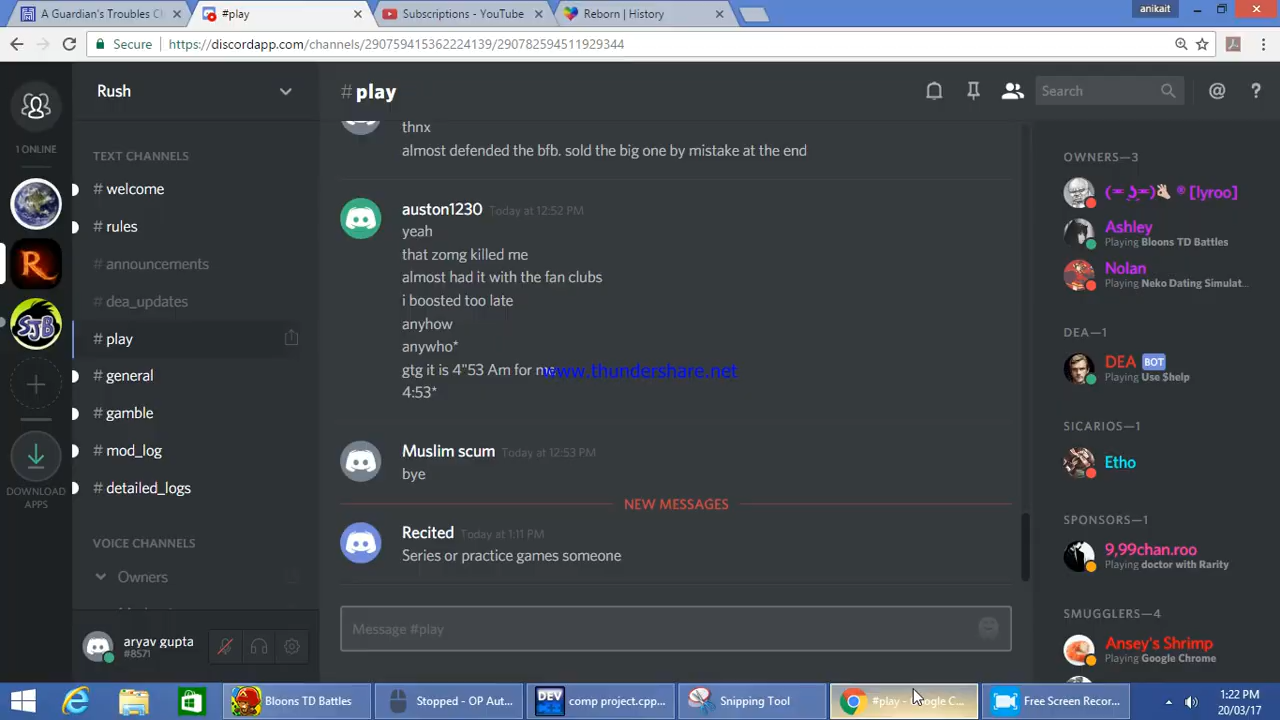 A Guardian's Troubles C
#play
Subscriptions - YouTube
Reborn | History
anikait
Secure
https://discordapp.com/channels/290759415362224139/290782594511929344
Rush
#play
Search
1 ONLINE
TEXT CHANNELS
# welcome
# rules
# announcements
# dea_updates
# play
# general
# gamble
# mod_log
# detailed_logs
VOICE CHANNELS
Owners
DOWNLOAD
APPS
aryav gupta
#8571
thnx
almost defended the bfb. sold the big one by mistake at the end
auston1230 Today at 12:52 PM
yeah
that zomg killed me
almost had it with the fan clubs
i boosted too late
anyhow
anywho*
gtg it is 4"53 Am for me
www.thundershare.net
4:53*
Muslim scum Today at 12:53 PM
bye
NEW MESSAGES
Recited Today at 1:11 PM
Series or practice games someone
Message #play
OWNERS—3
[lyroo]
Ashley
Playing Bloons TD Battles
Nolan
Playing Neko Dating Simulat...
DEA—1
DEA BOT
Playing Use $help
SICARIOS—1
Etho
SPONSORS—1
9,99chan.roo
Playing doctor with Rarity
SMUGGLERS—4
Ansey's Shrimp
Playing Google Chrome
Bloons TD Battles
Stopped - OP Aut...
DEV
comp project.cpp...
Snipping Tool
#play - Google C...
Free Screen Recor...
1:22 PM
20/03/17